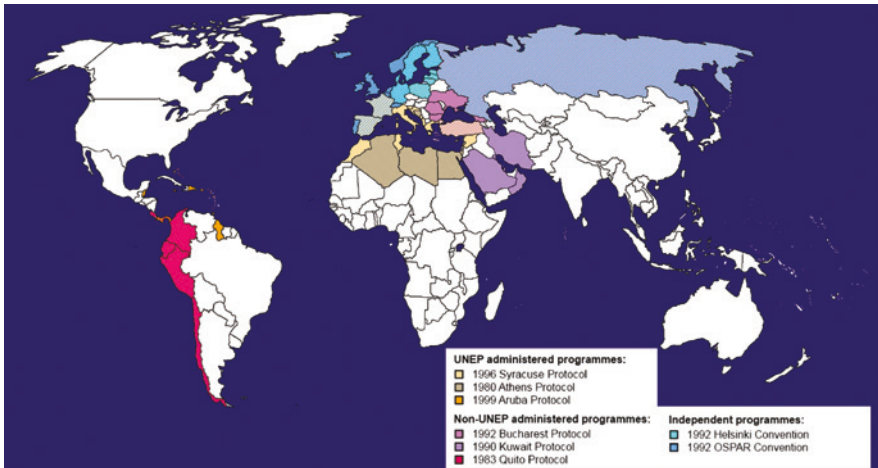 UNEP administered programmes:
1996 Syracuse Protocol
1980 Athens Protocol
1999 Aruba Protocol
Non-UNEP administered programmes:
1992 Bucharest Protocol
1990 Kuwait Protocol
1983 Quito Protocol
Independent programmes:
1992 Helsinki Convention
1992 OSPAR Convention